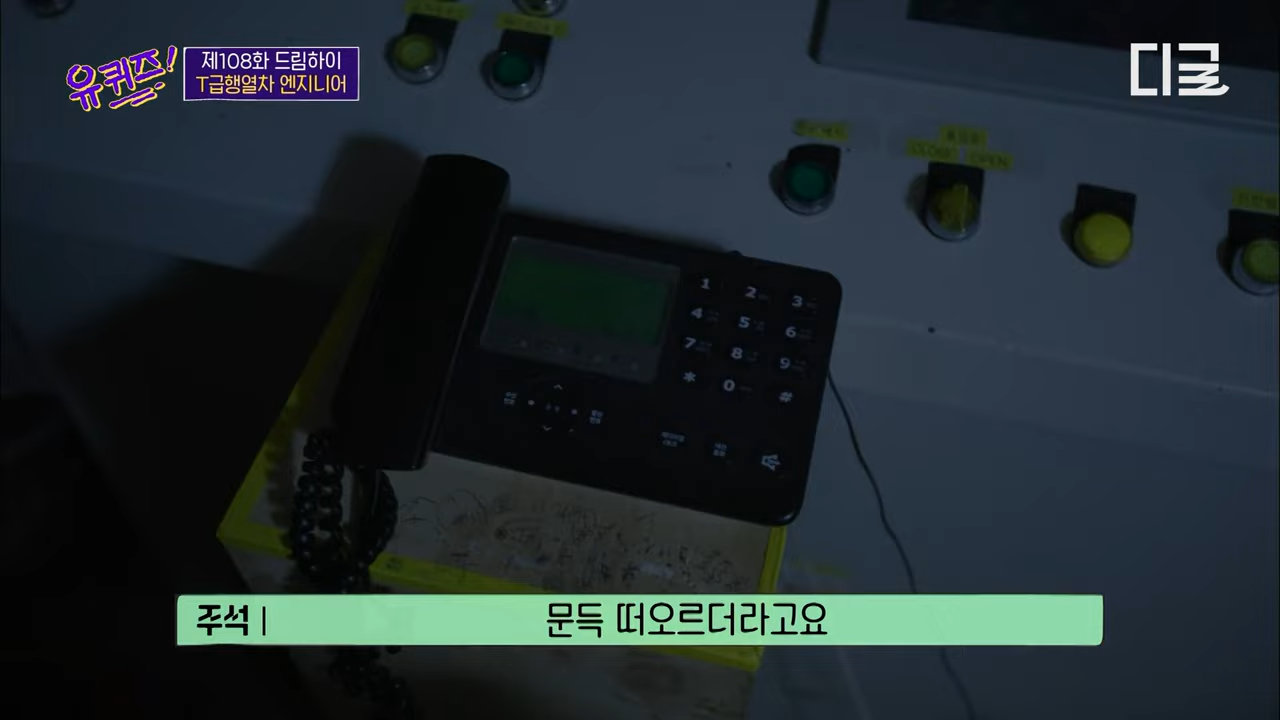 유퀴즈!
제108화 드림하이
T급행열차 엔지니어
디글
CLOSE OPEN
1 2 3
4 5 6
7 8 9
* 0 #
주석 | 문득 떠오르더라고요